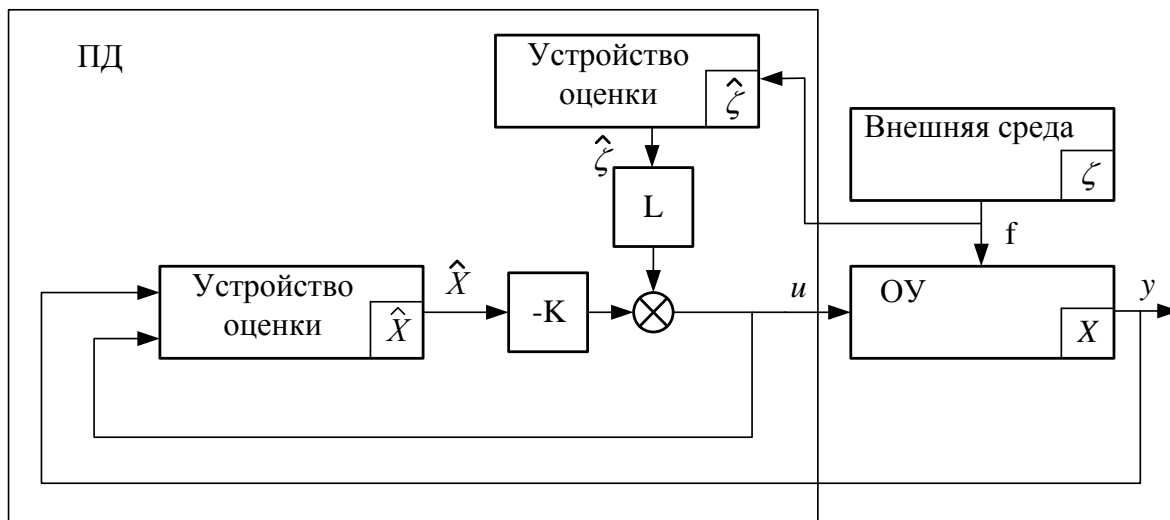 ПД
Устройство
оценки
ζ̂
Внешняя среда
ζ
ζ̂
L
f
Устройство
оценки
X̂
X̂
-K
u
ОУ
X
y